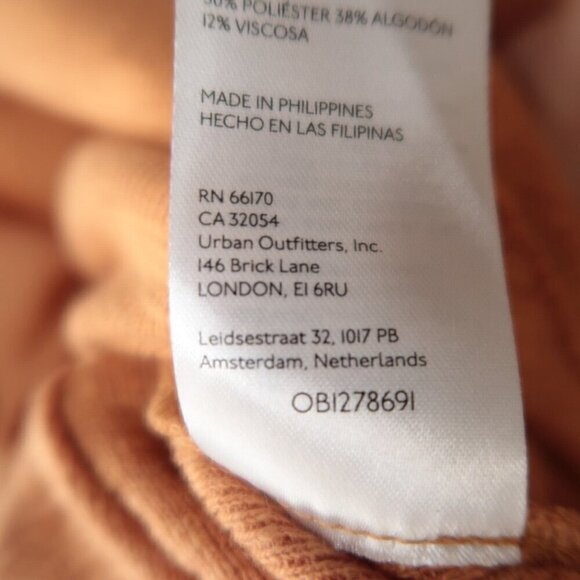 50% POLIÉSTER 38% ALGODÓN
12% VISCOSA
MADE IN PHILIPPINES
HECHO EN LAS FILIPINAS
RN 66170
CA 32054
Urban Outfitters, Inc.
146 Brick Lane
LONDON, E1 6RU
Leidsestraat 32, 1017 PB
Amsterdam, Netherlands
OB1278691